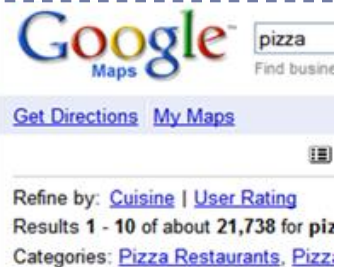 Google
Maps
pizza
Find busine
Get Directions My Maps
Refine by: Cuisine | User Rating
Results 1 - 10 of about 21,738 for piz
Categories: Pizza Restaurants, Pizza